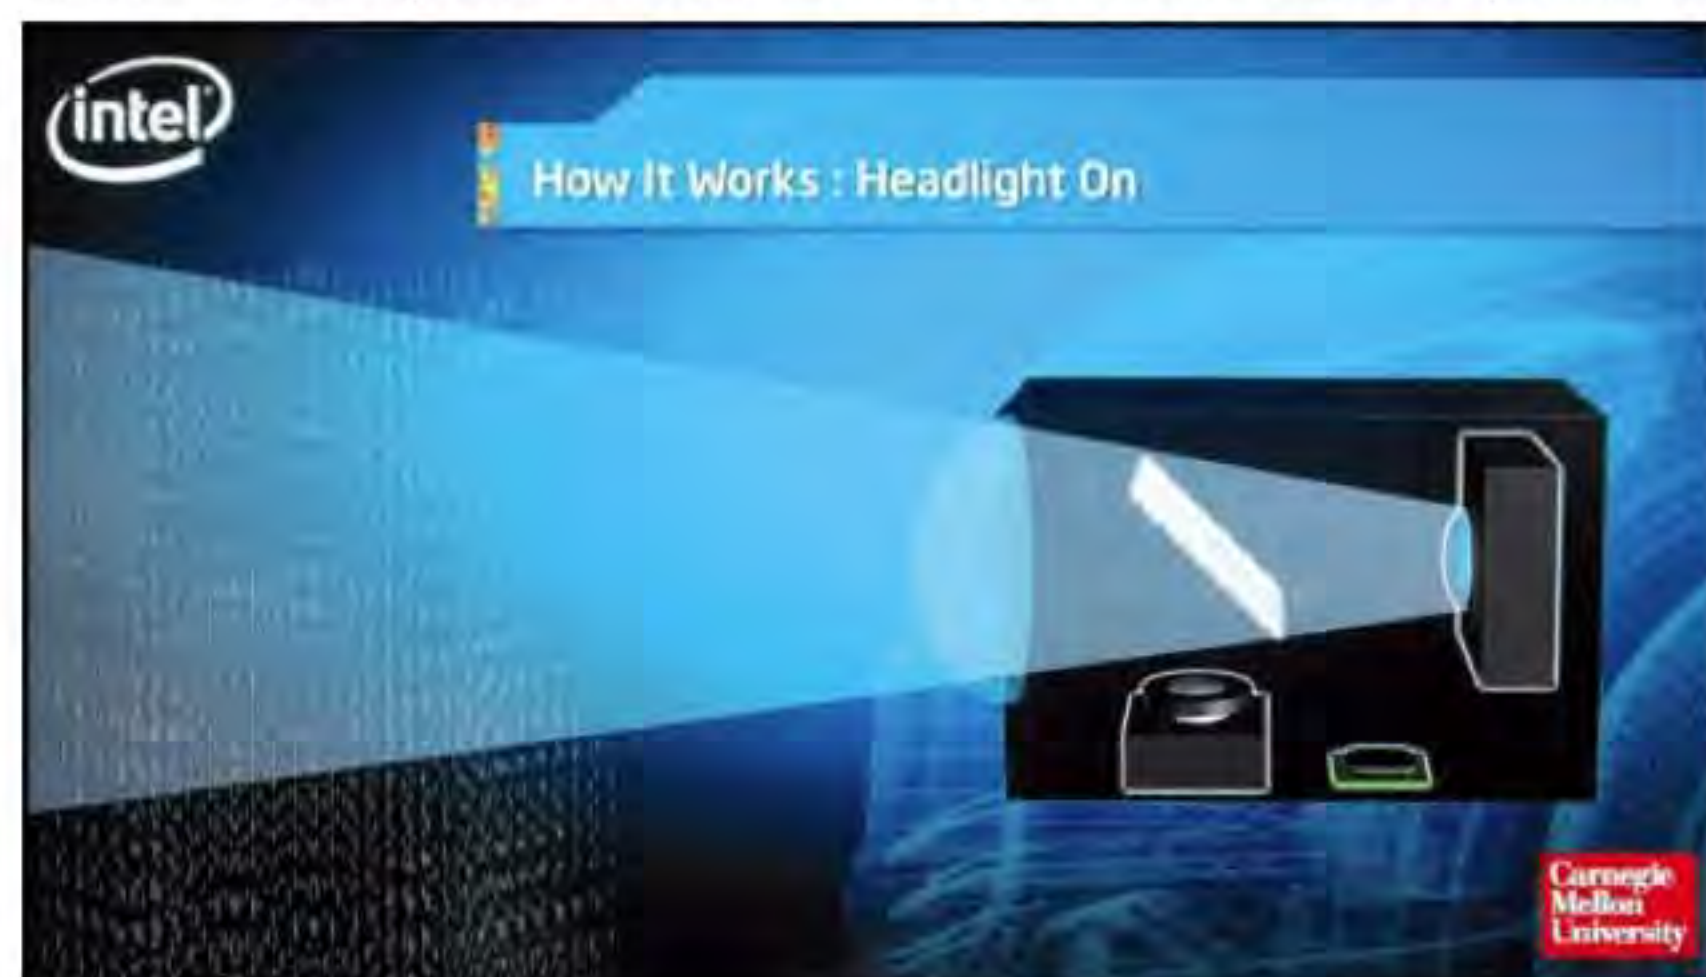 intel
How It Works : Headlight On
Carnegie
Mellon
University